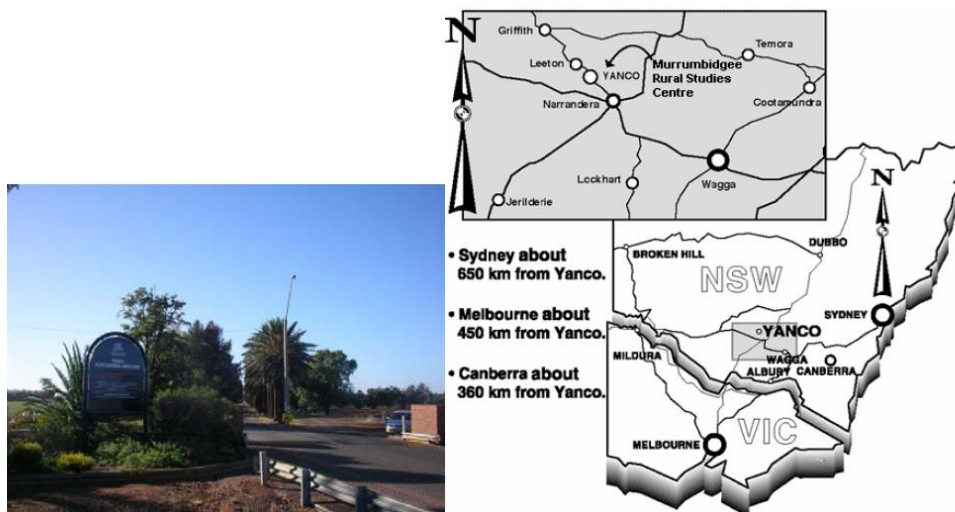 N
Griffith
Temora
Leeton
YANCO
Murrumbidgee
Rural Studies
Centre
Narrandera
Cootamundra
Lockhart
Wagga
Jerilderie
N
• Sydney about
650 km from Yanco.
• Melbourne about
450 km from Yanco.
• Canberra about
360 km from Yanco.
DUBBO
BROKEN HILL
NSW
SYDNEY
YANCO
MILDURA
WAGGA
ALBURY
CANBERRA
VIC
MELBOURNE